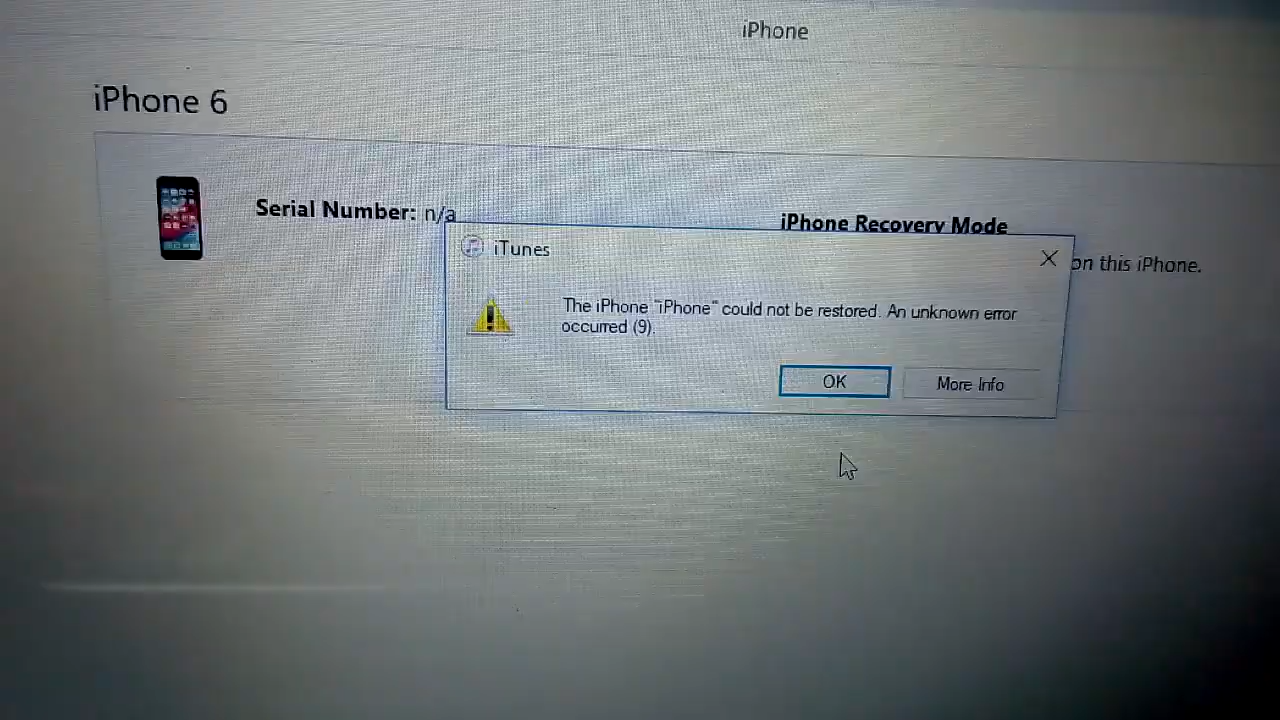 iPhone
iPhone 6
Serial Number: n/a
iPhone Recovery Mode
on this iPhone.
iTunes
The iPhone "iPhone" could not be restored. An unknown error
occurred (9).
OK
More Info